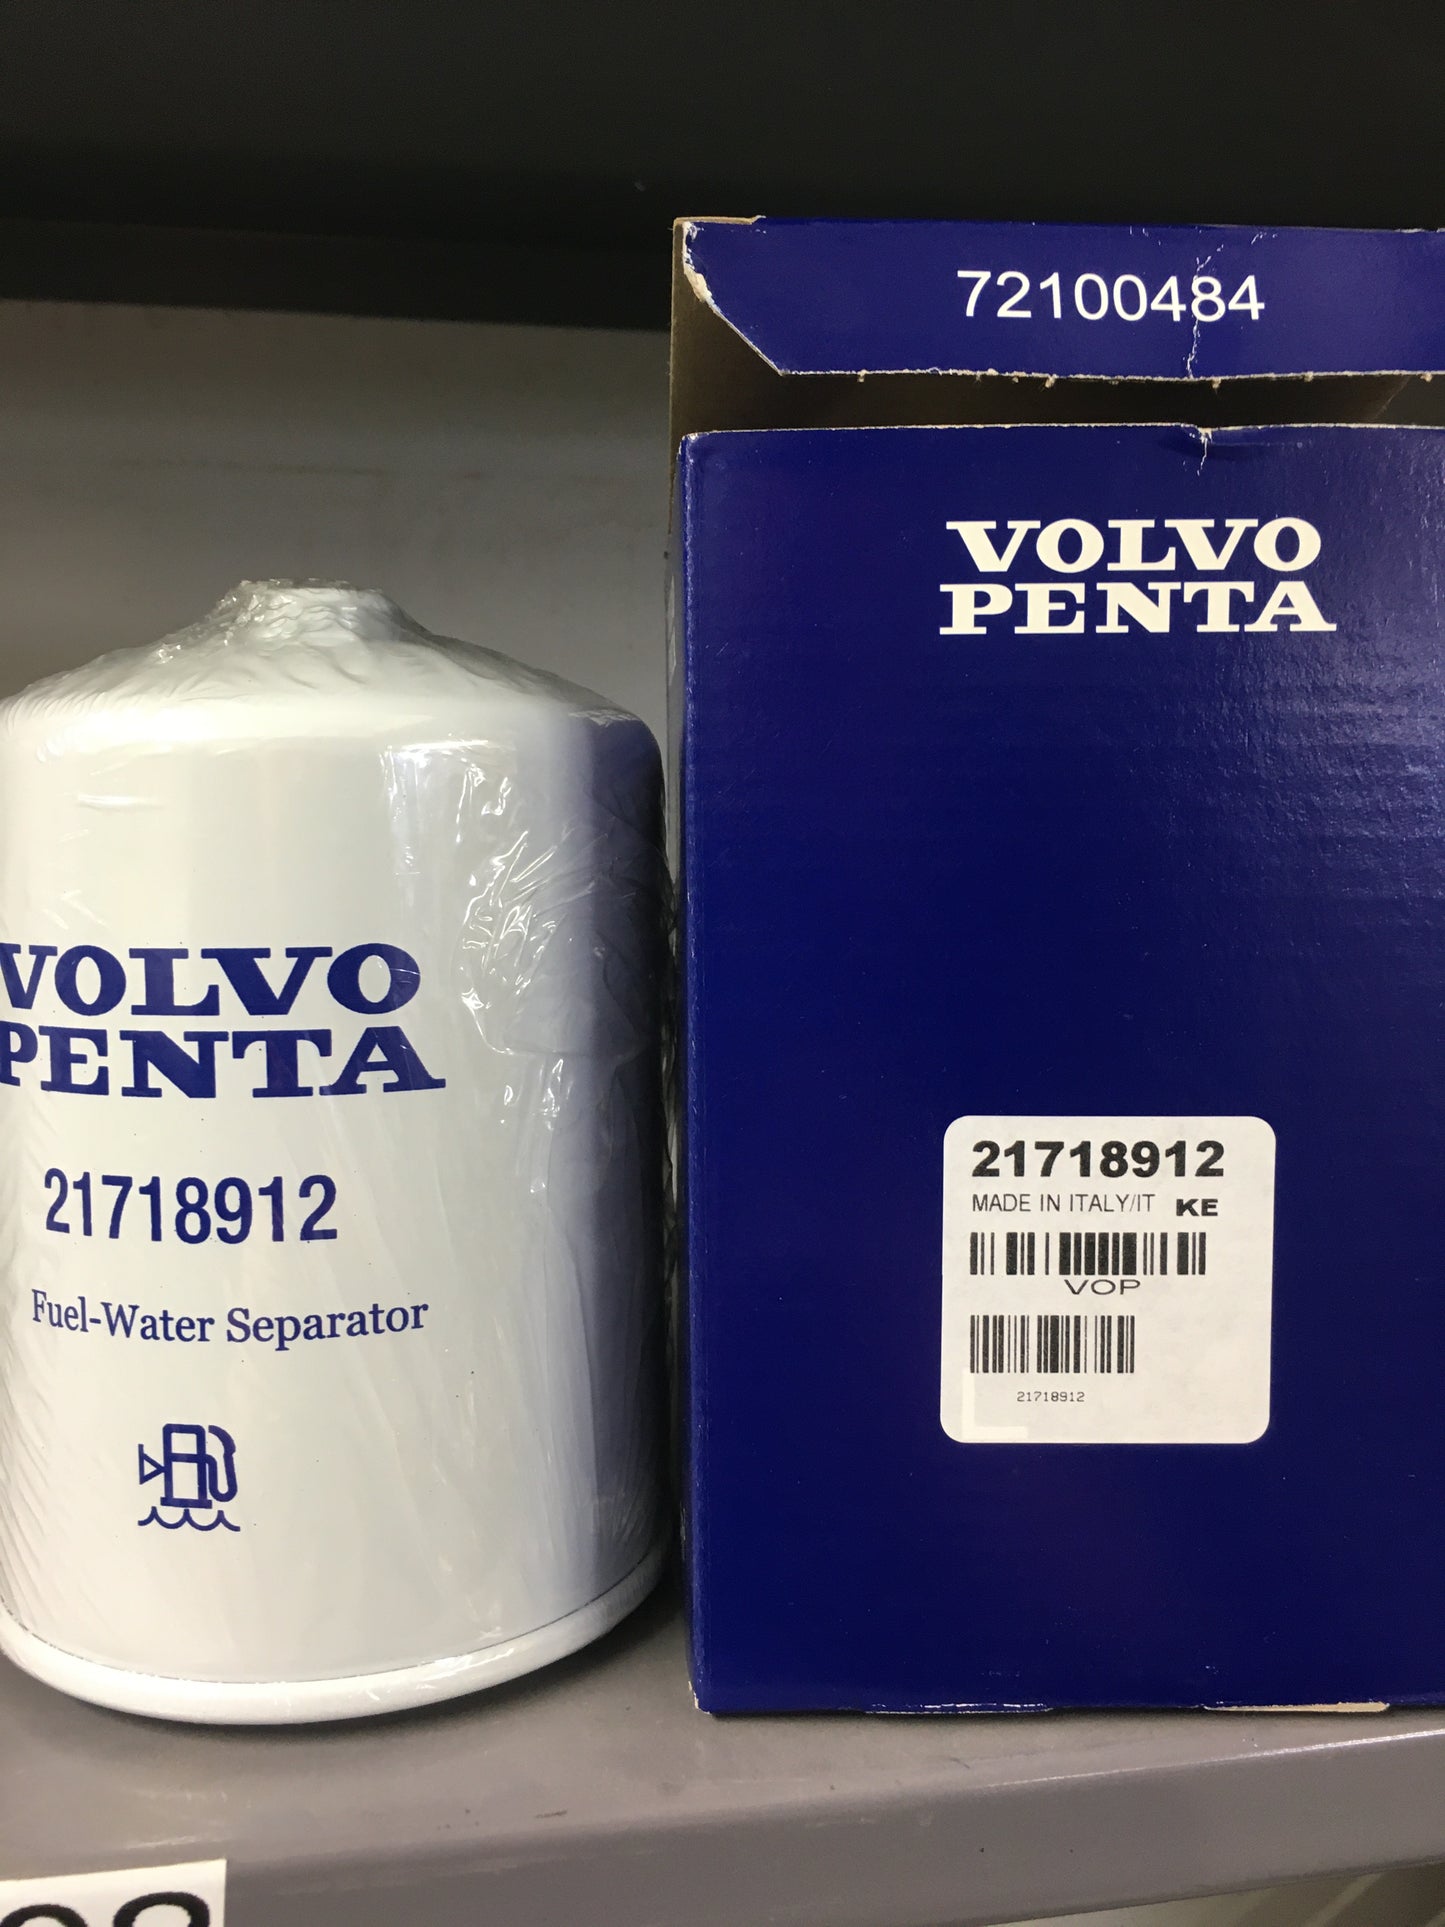 VOLVO
PENTA
21718912
Fuel-Water Separator
72100484
VOLVO
PENTA
21718912
MADE IN ITALY/IT KE
VOP
21718912